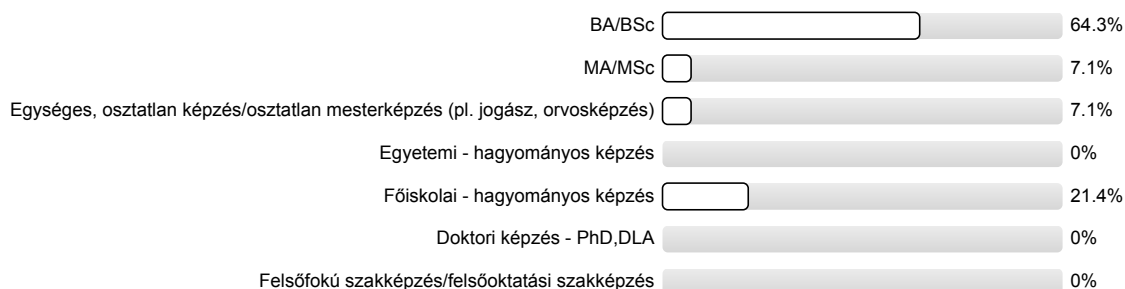 BA/BSc 64.3%
MA/MSc 7.1%
Egységes, osztatlan képzés/osztatlan mesterképzés (pl. jogász, orvosképzés) 7.1%
Egyetemi - hagyományos képzés 0%
Főiskolai - hagyományos képzés 21.4%
Doktori képzés - PhD,DLA 0%
Felsőfokú szakképzés/felsőoktatási szakképzés 0%